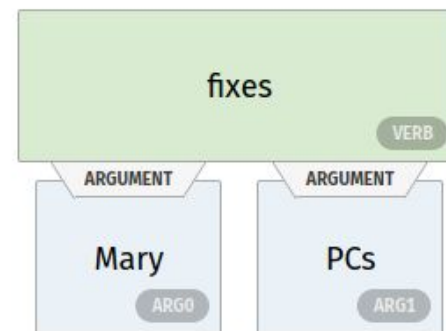 fixes
VERB
ARGUMENT ARGUMENT
Mary PCs
ARG0 ARG1